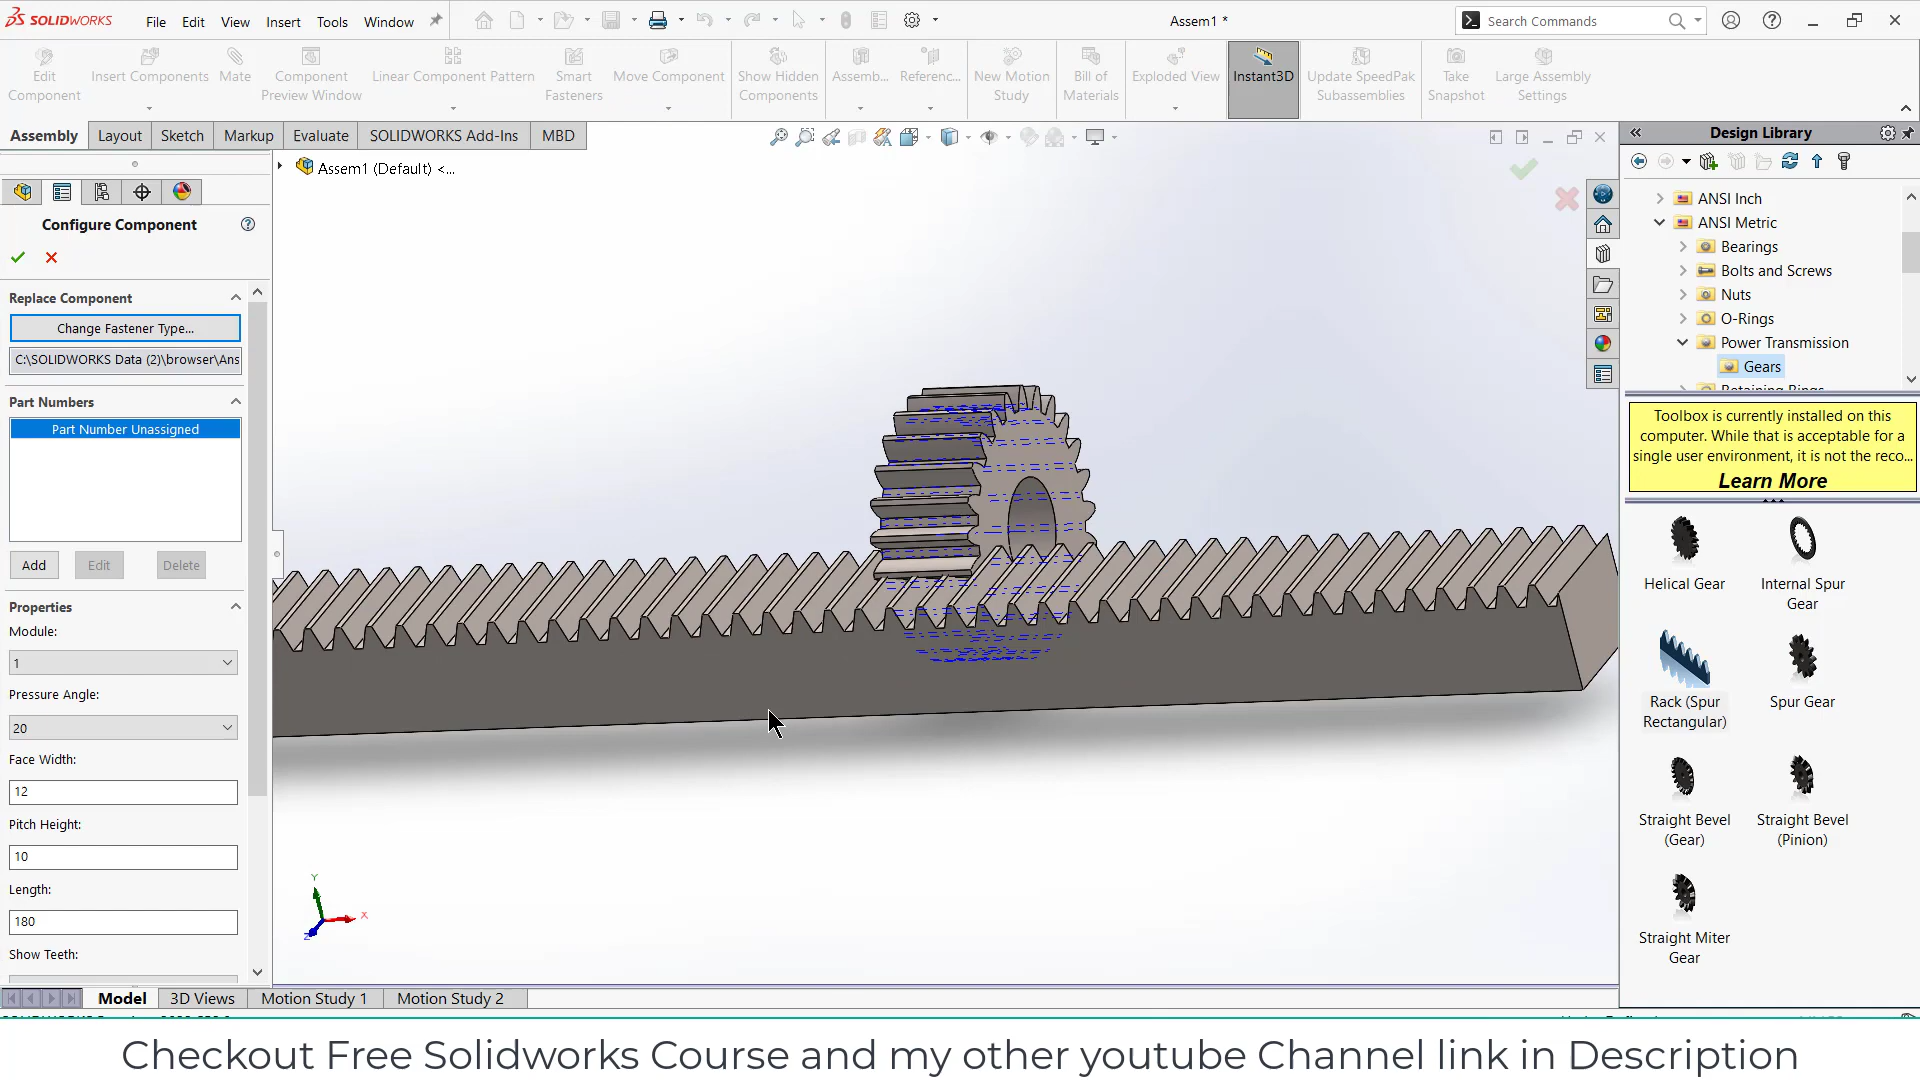 SOLIDWORKS File Edit View Insert Tools Window Assem1 * Search Commands
Edit Component Insert Components Mate Component Preview Window Linear Component Pattern Smart Fasteners Move Component Show Hidden Components Assemb... Referenc... New Motion Study Bill of Materials Exploded View Instant3D Update SpeedPak Subassemblies Take Snapshot Large Assembly Settings
Assembly Layout Sketch Markup Evaluate SOLIDWORKS Add-Ins MBD
Assem1 (Default) <...
Configure Component
Replace Component
Change Fastener Type...
C:\SOLIDWORKS Data (2)\browser\Ans
Part Numbers
Part Number Unassigned
Add Edit Delete
Properties
Module:
1
Pressure Angle:
20
Face Width:
12
Pitch Height:
10
Length:
180
Show Teeth:
Y
X
Z
Model 3D Views Motion Study 1 Motion Study 2
Design Library
ANSI Inch
ANSI Metric
Bearings
Bolts and Screws
Nuts
O-Rings
Power Transmission
Gears
Retaining Rings
Toolbox is currently installed on this
computer. While that is acceptable for a
single user environment, it is not the reco...
Learn More
Helical Gear
Internal Spur Gear
Rack (Spur Rectangular)
Spur Gear
Straight Bevel (Gear)
Straight Bevel (Pinion)
Straight Miter Gear
Checkout Free Solidworks Course and my other youtube Channel link in Description